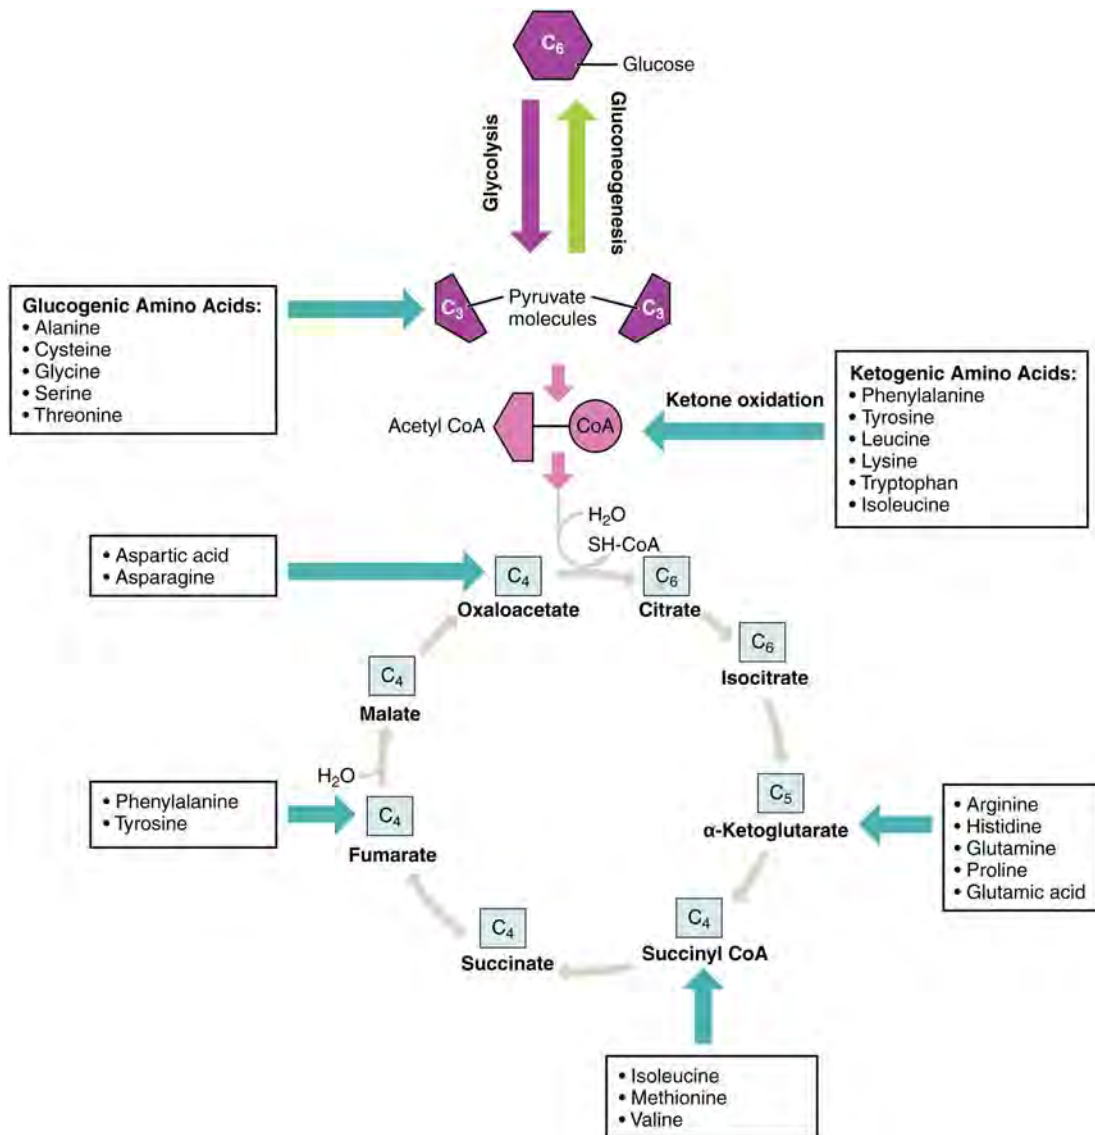 C6
Glucose
Glycolysis
Gluconeogenesis
Glucogenic Amino Acids:
• Alanine
• Cysteine
• Glycine
• Serine
• Threonine
C3
Pyruvate
molecules
C3
Ketogenic Amino Acids:
• Phenylalanine
• Tyrosine
• Leucine
• Lysine
• Tryptophan
• Isoleucine
Ketone oxidation
Acetyl CoA
CoA
H2O
SH-CoA
• Aspartic acid
• Asparagine
C4
Oxaloacetate
C6
Citrate
C6
Isocitrate
C4
Malate
H2O
• Phenylalanine
• Tyrosine
C4
Fumarate
C5
α-Ketoglutarate
• Arginine
• Histidine
• Glutamine
• Proline
• Glutamic acid
C4
Succinate
C4
Succinyl CoA
• Isoleucine
• Methionine
• Valine